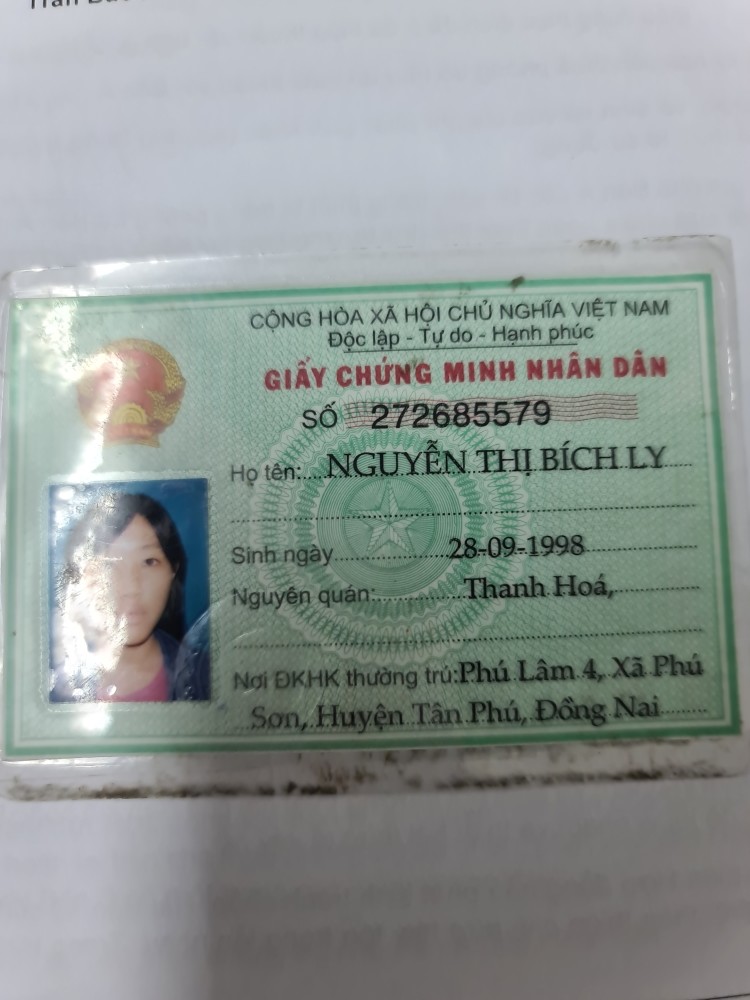 CỘNG HÒA XÃ HỘI CHỦ NGHĨA VIỆT NAM
Độc lập - Tự do - Hạnh phúc
GIẤY CHỨNG MINH NHÂN DÂN
SỐ 272685579
Họ tên: NGUYỄN THỊ BÍCH LY
Sinh ngày 28-09-1998
Nguyên quán: Thanh Hoá,
Nơi ĐKHK thường trú: Phú Lâm 4, Xã Phú
Sơn, Huyện Tân Phú, Đồng Nai